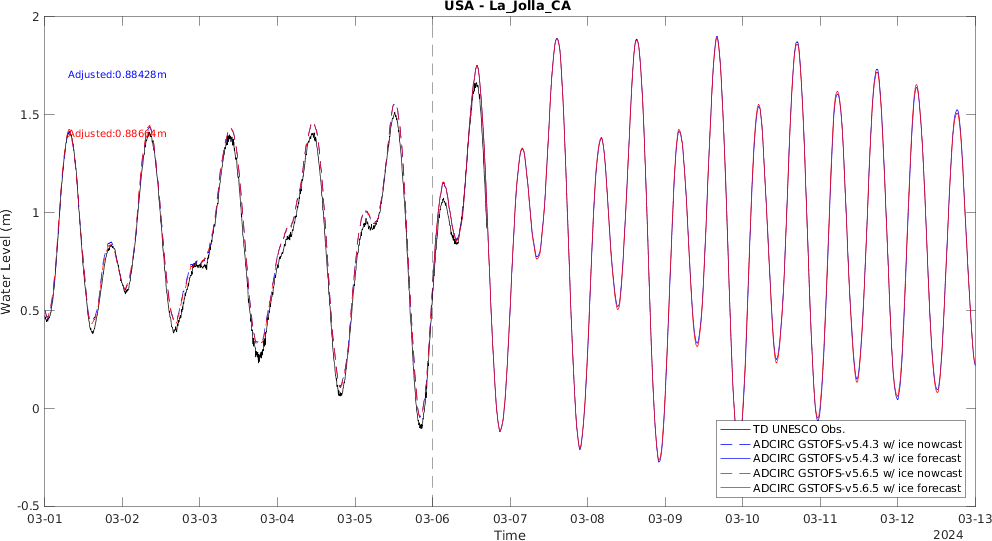 USA - La_Jolla_CA
Adjusted:0.88428m
Adjusted:0.88664m
Water Level (m)
2
1.5
1
0.5
0
-0.5
TD UNESCO Obs.
ADCIRC GSTOFS-v5.4.3 w/ ice nowcast
ADCIRC GSTOFS-v5.4.3 w/ ice forecast
ADCIRC GSTOFS-v5.6.5 w/ ice nowcast
ADCIRC GSTOFS-v5.6.5 w/ ice forecast
03-01 03-02 03-03 03-04 03-05 03-06 03-07 03-08 03-09 03-10 03-11 03-12 03-13
Time
2024